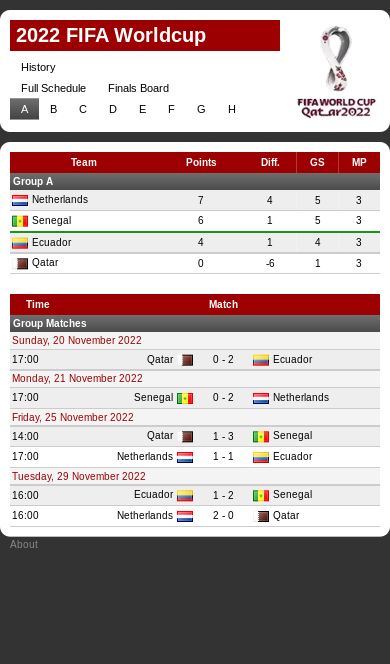 2022 FIFA Worldcup
History
Full Schedule Finals Board
A B C D E F G H
FIFA WORLD CUP
Qatar2022
Team Points Diff. GS MP
Group A
Netherlands 7 4 5 3
Senegal 6 1 5 3
Ecuador 4 1 4 3
Qatar 0 -6 1 3
Time Match
Group Matches
Sunday, 20 November 2022
17:00 Qatar 0 - 2 Ecuador
Monday, 21 November 2022
17:00 Senegal 0 - 2 Netherlands
Friday, 25 November 2022
14:00 Qatar 1 - 3 Senegal
17:00 Netherlands 1 - 1 Ecuador
Tuesday, 29 November 2022
16:00 Ecuador 1 - 2 Senegal
16:00 Netherlands 2 - 0 Qatar
About